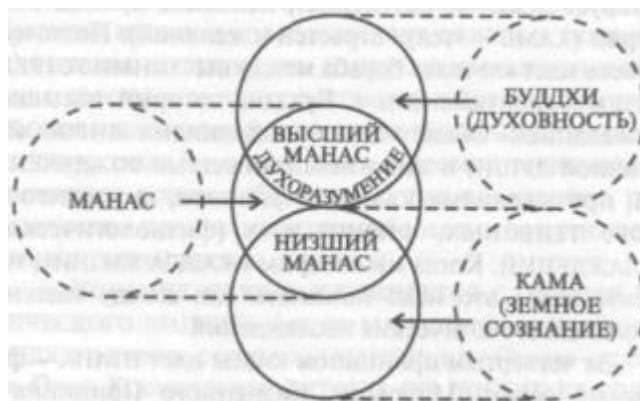 БУДДХИ
(ДУХОВНОСТЬ)
ВЫСШИЙ
МАНАС
ДУХОРАЗУМЕНИЕ
МАНАС
НИЗШИЙ
МАНАС
КАМА
(ЗЕМНОЕ
СОЗНАНИЕ)